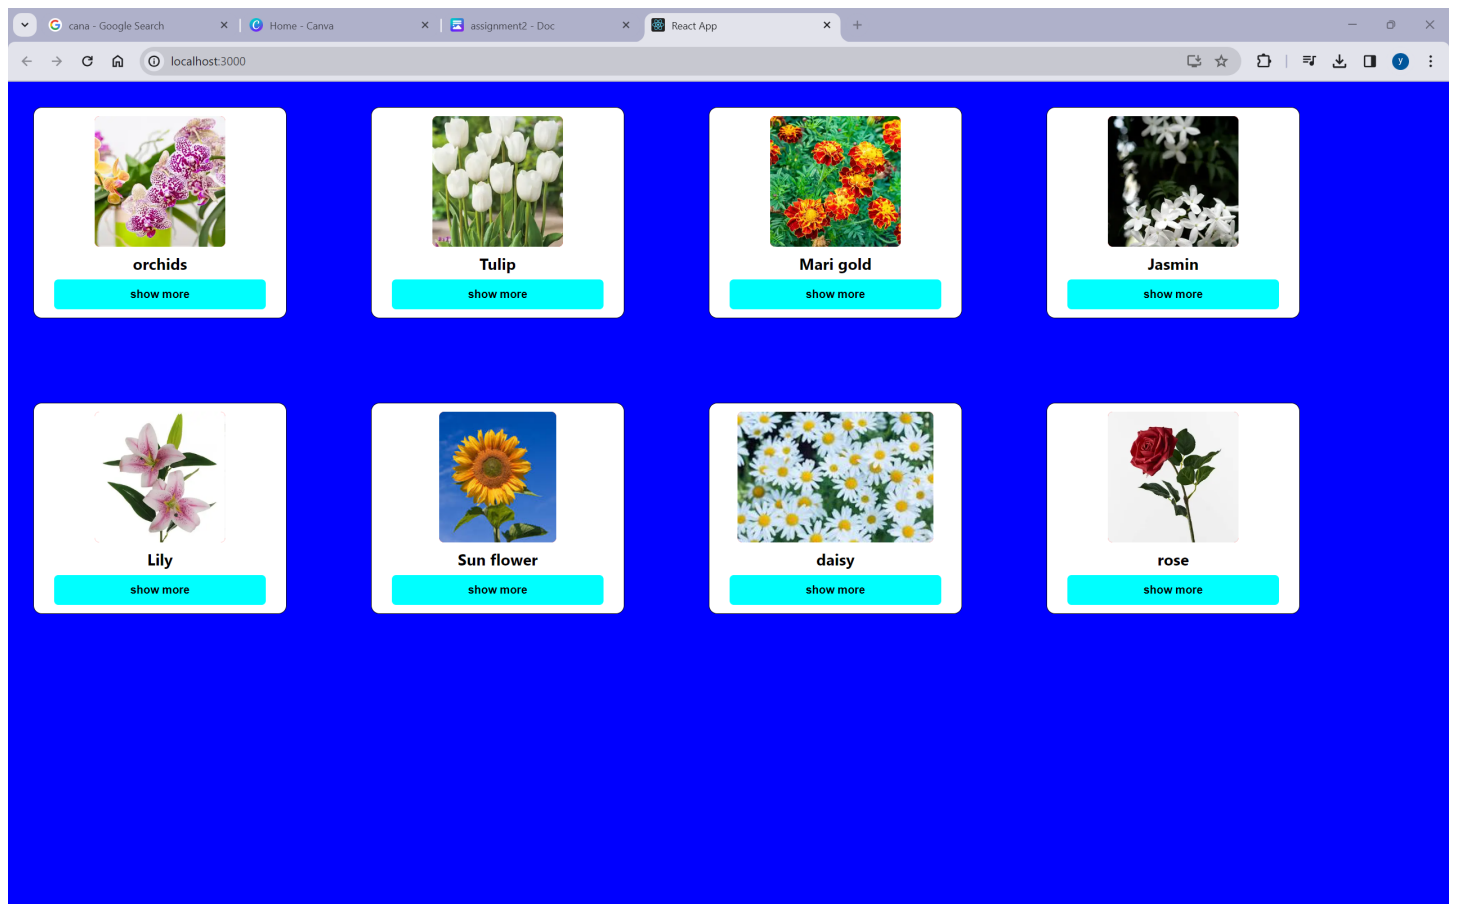 cana - Google Search
Home - Canva
assignment2 - Doc
React App
localhost:3000
y
orchids
Tulip
Mari gold
Jasmin
show more
show more
show more
show more
Lily
Sun flower
daisy
rose
show more
show more
show more
show more